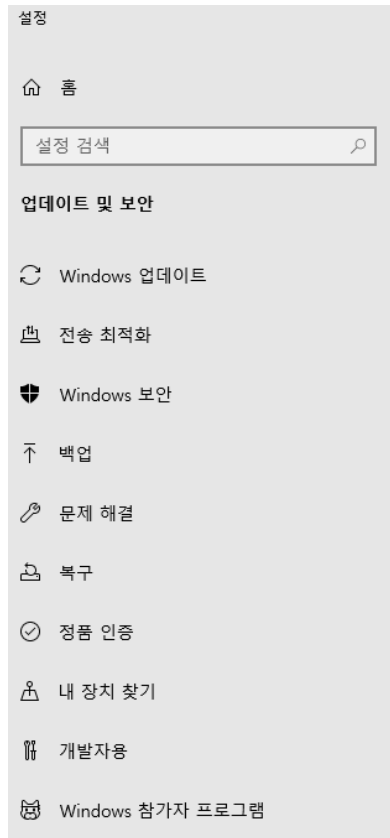 설정
홈
설정 검색
업데이트 및 보안
Windows 업데이트
전송 최적화
Windows 보안
백업
문제 해결
복구
정품 인증
내 장치 찾기
개발자용
Windows 참가자 프로그램